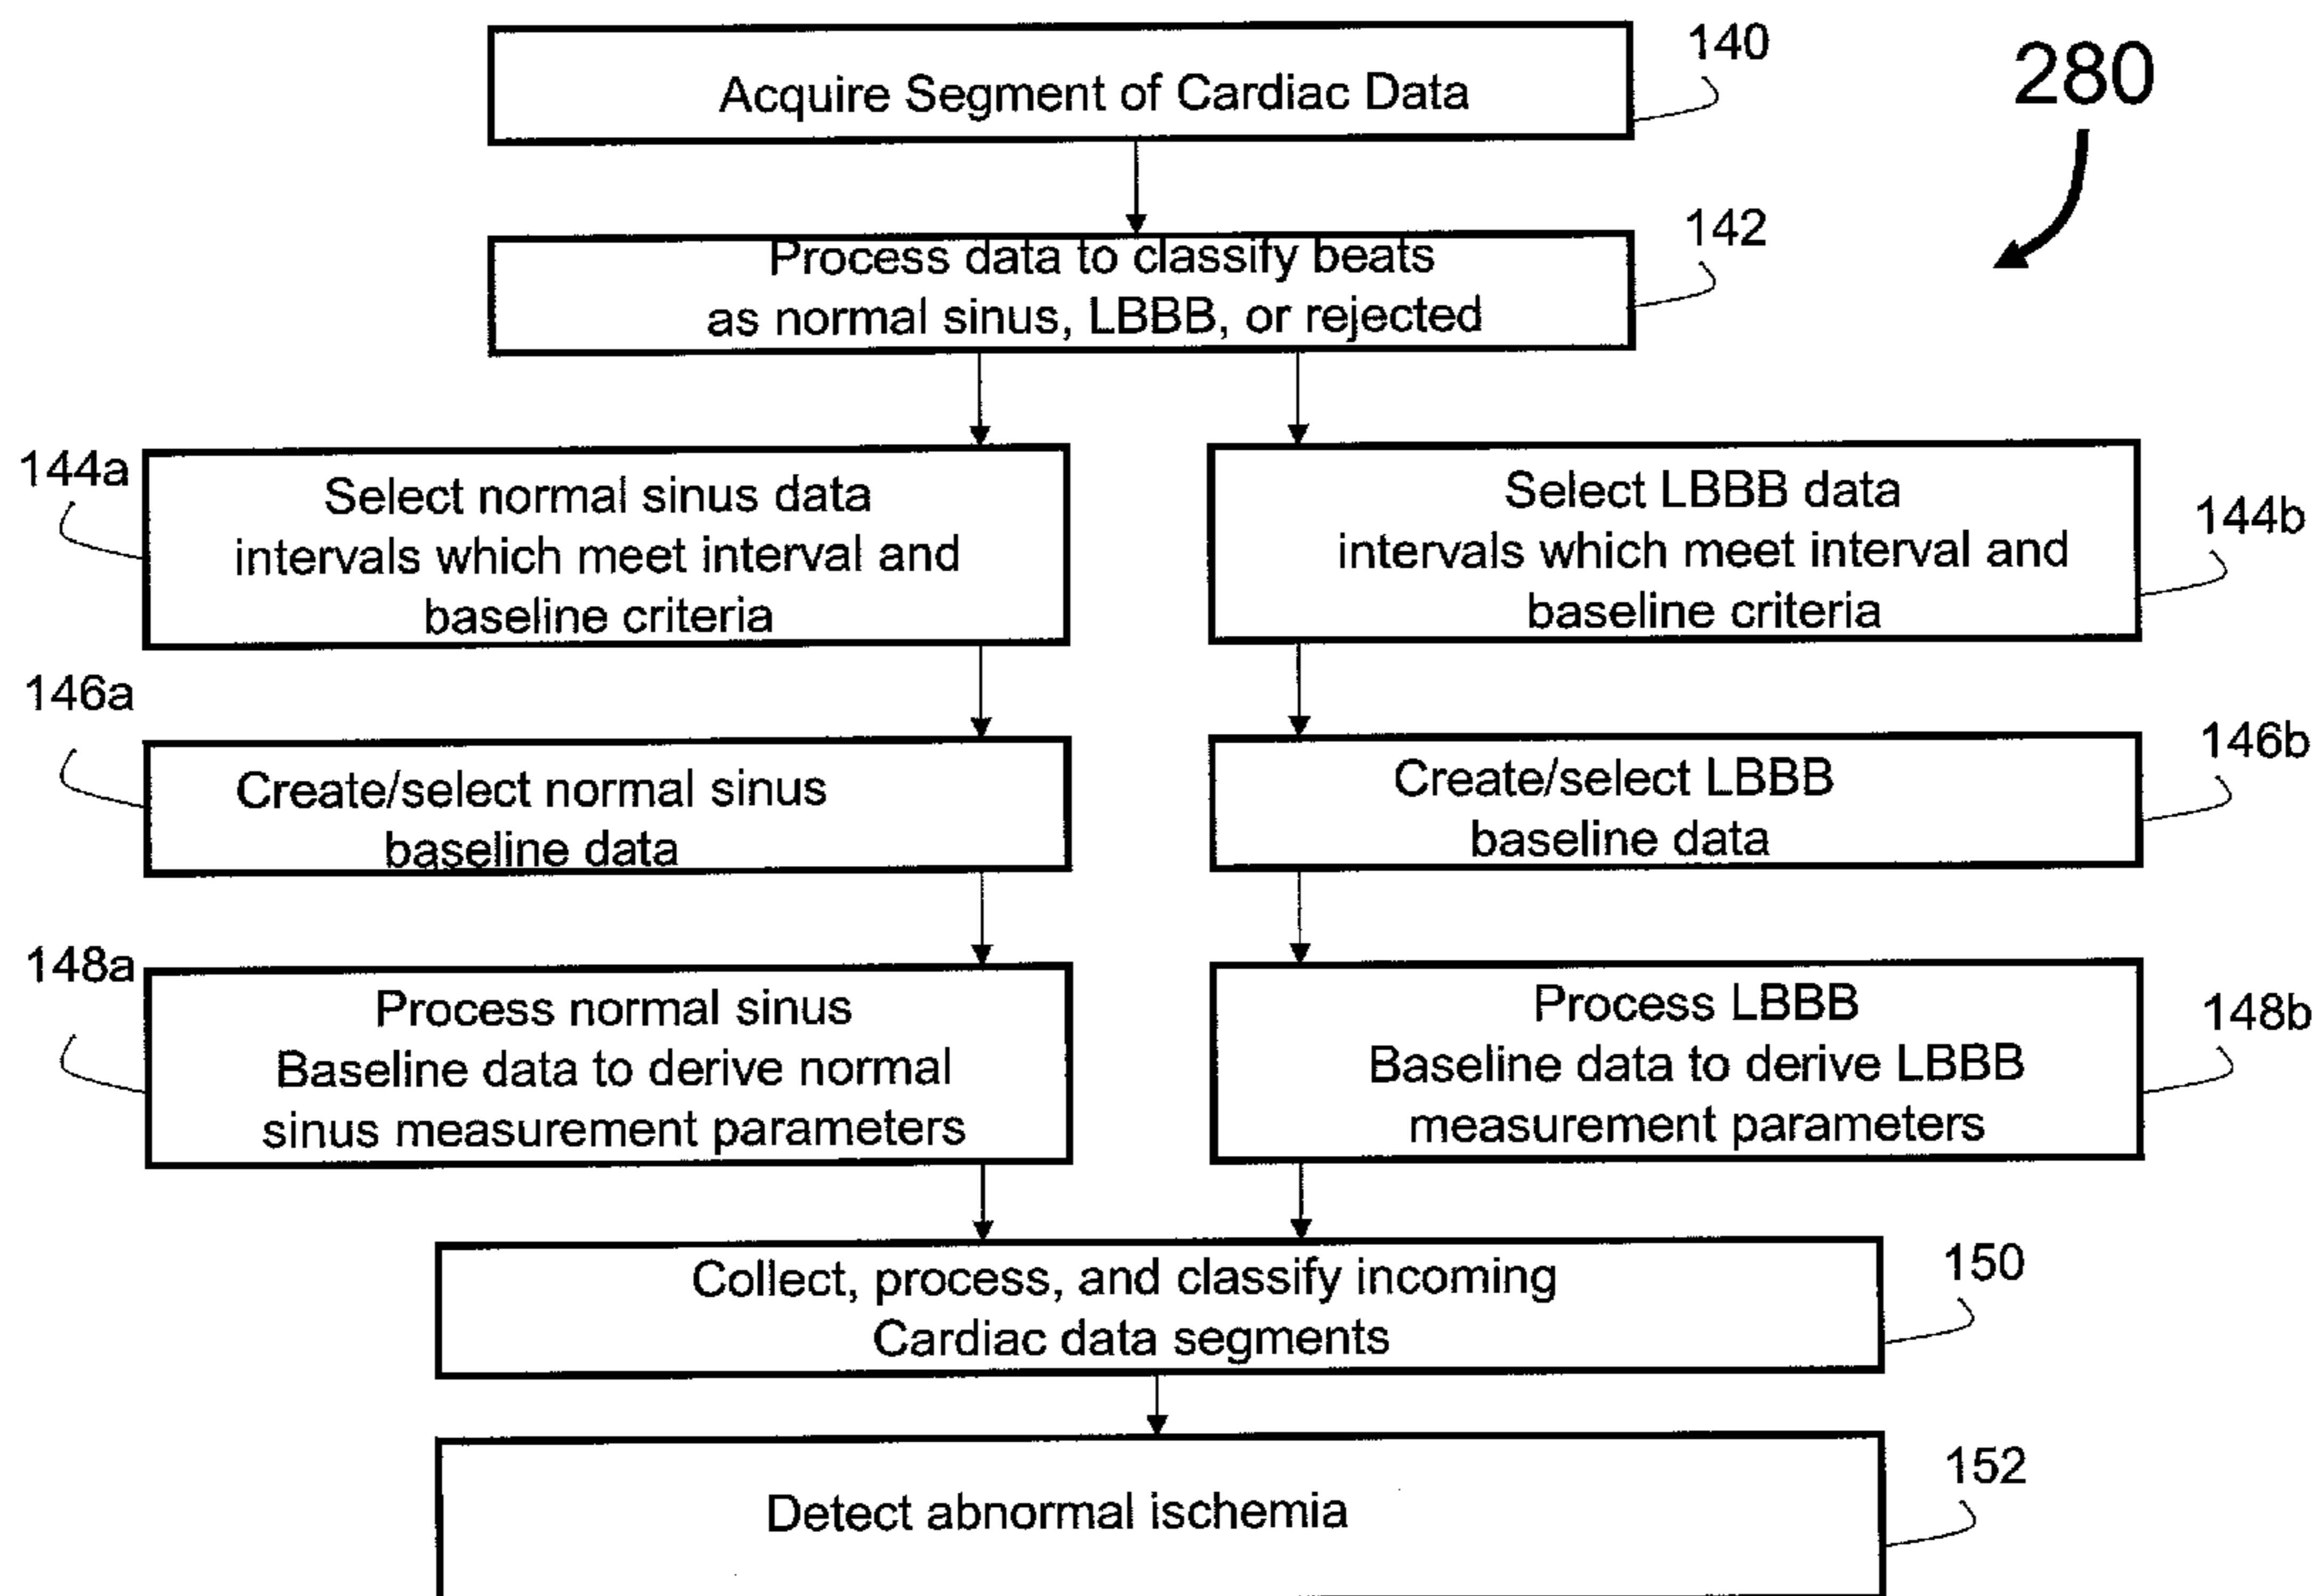 140
280
Acquire Segment of Cardiac Data
142
Process data to classify beats
as normal sinus, LBBB, or rejected
144a
Select normal sinus data
intervals which meet interval and
baseline criteria
Select LBBB data
intervals which meet interval and
baseline criteria
144b
146a
Create/select normal sinus
baseline data
Create/select LBBB
baseline data
146b
148a
Process normal sinus
Baseline data to derive normal
sinus measurement parameters
Process LBBB
Baseline data to derive LBBB
measurement parameters
148b
Collect, process, and classify incoming
Cardiac data segments
150
Detect abnormal ischemia
152